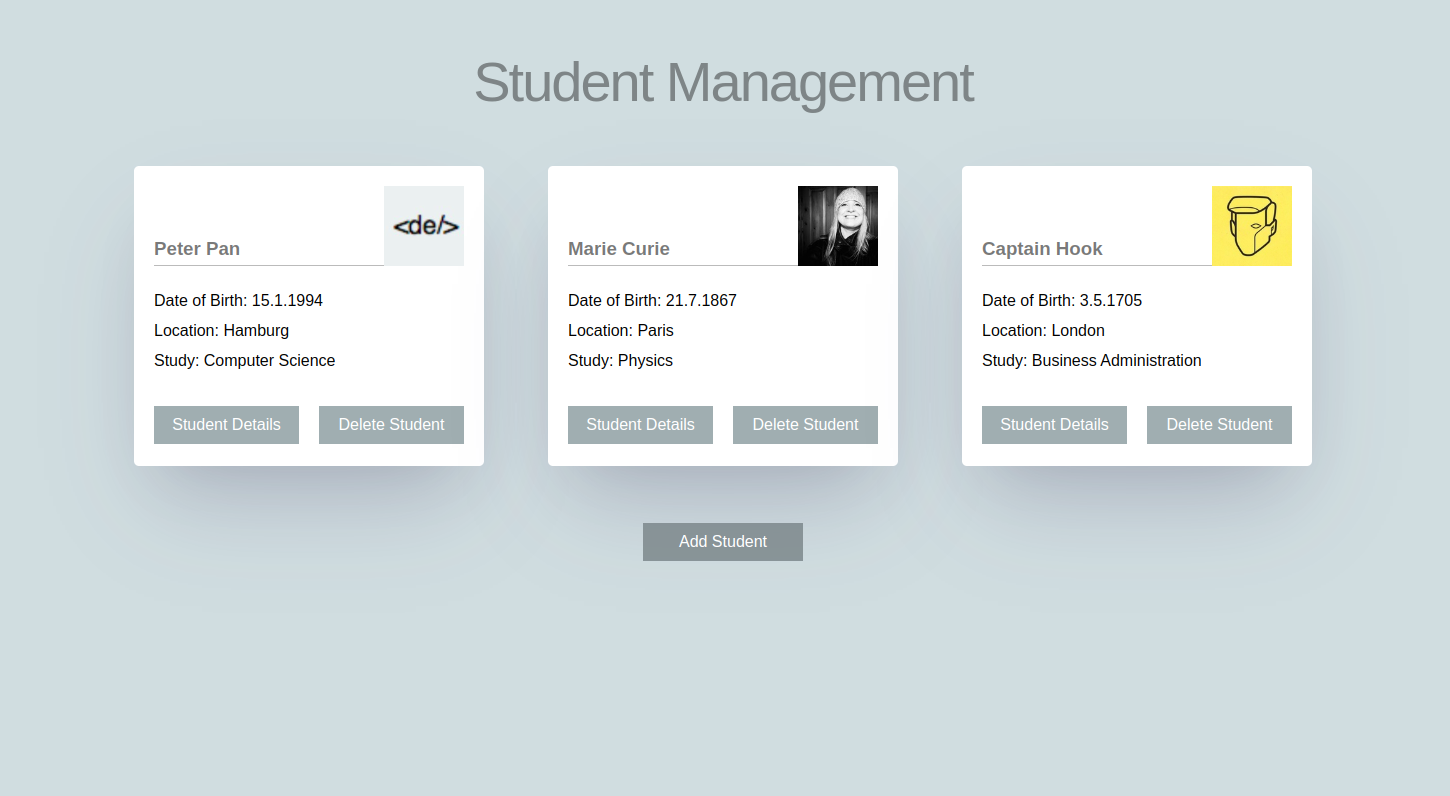 Student Management
<de/>
Peter Pan
Date of Birth: 15.1.1994
Location: Hamburg
Study: Computer Science
Student Details
Delete Student
Marie Curie
Date of Birth: 21.7.1867
Location: Paris
Study: Physics
Student Details
Delete Student
Captain Hook
Date of Birth: 3.5.1705
Location: London
Study: Business Administration
Student Details
Delete Student
Add Student